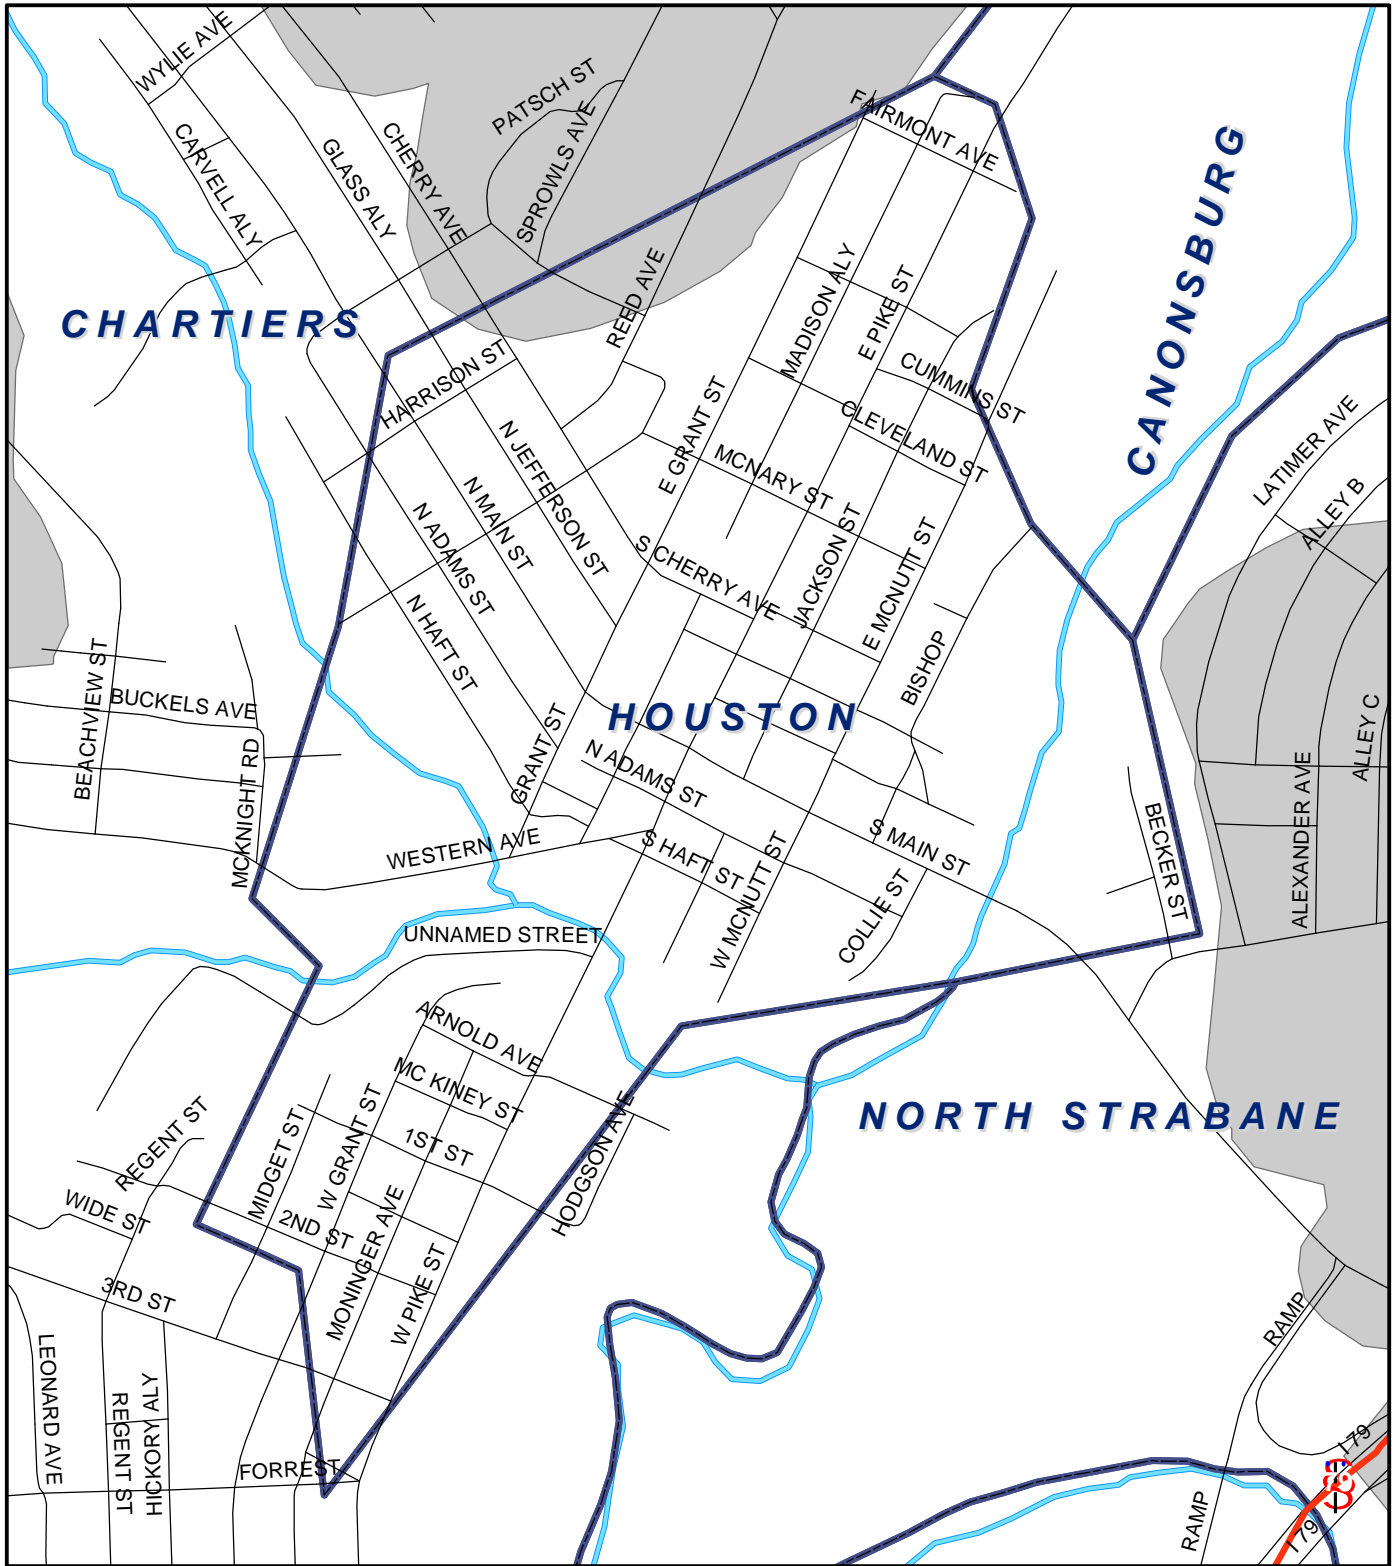 WYLIE AVE
PATSCH ST
FAIRMONT AVE
CARVELL ALY
GLASS ALY
CHERRY AVE
SPROWLS AVE
CANONSBURG
REED AVE
MADISON ALY
E PIKE ST
CHARTIERS
HARRISON ST
CUMMINS ST
E GRANT ST
CLEVELAND ST
LATIMER AVE
ALLEY B
N JEFFERSON ST
MCNARY ST
N MAIN ST
N ADAMS ST
JACKSON ST
E MCNUTT ST
S CHERRY AVE
N HAFT ST
BISHOP
BEACHVIEW ST
BUCKELS AVE
HOUSTON
ALLEY C
MCKNIGHT RD
GRANT ST
N ADAMS ST
ALEXANDER AVE
BECKER ST
WESTERN AVE
S HAFT ST
S MAIN ST
W MCNUTT ST
COLLIE ST
UNNAMED STREET
ARNOLD AVE
MC KINEY ST
NORTH STRABANE
HODGSON AVE
REGENT ST
MIDGET ST
W GRANT ST
1ST ST
WIDE ST
2ND ST
MONINGER AVE
W PIKE ST
3RD ST
RAMP
LEONARD AVE
REGENT ST
HICKORY ALY
FORREST
I 79
RAMP
I 79